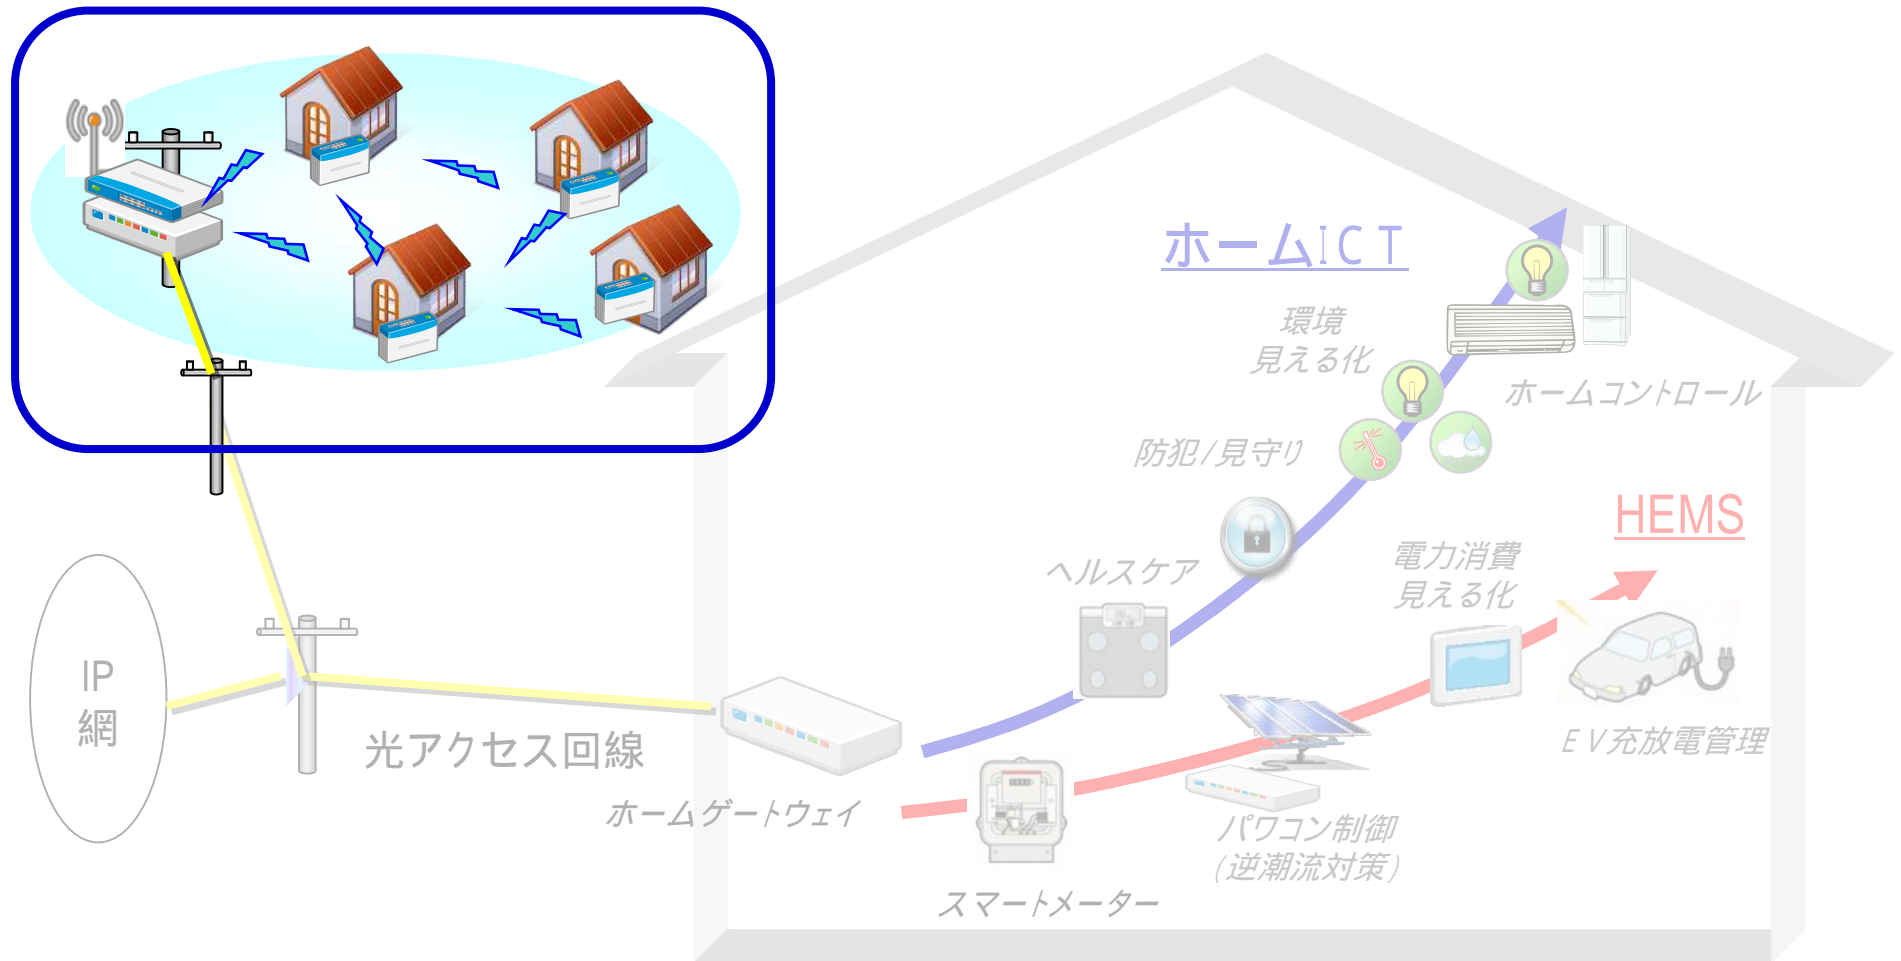 ホームICT
環境
見える化
ホームコントロール
防犯/見守り
HEMS
ヘルスケア
電力消費
見える化
IP
網
光アクセス回線
EV充放電管理
ホームゲートウェイ
パワコン制御
(逆潮流対策)
スマートメーター